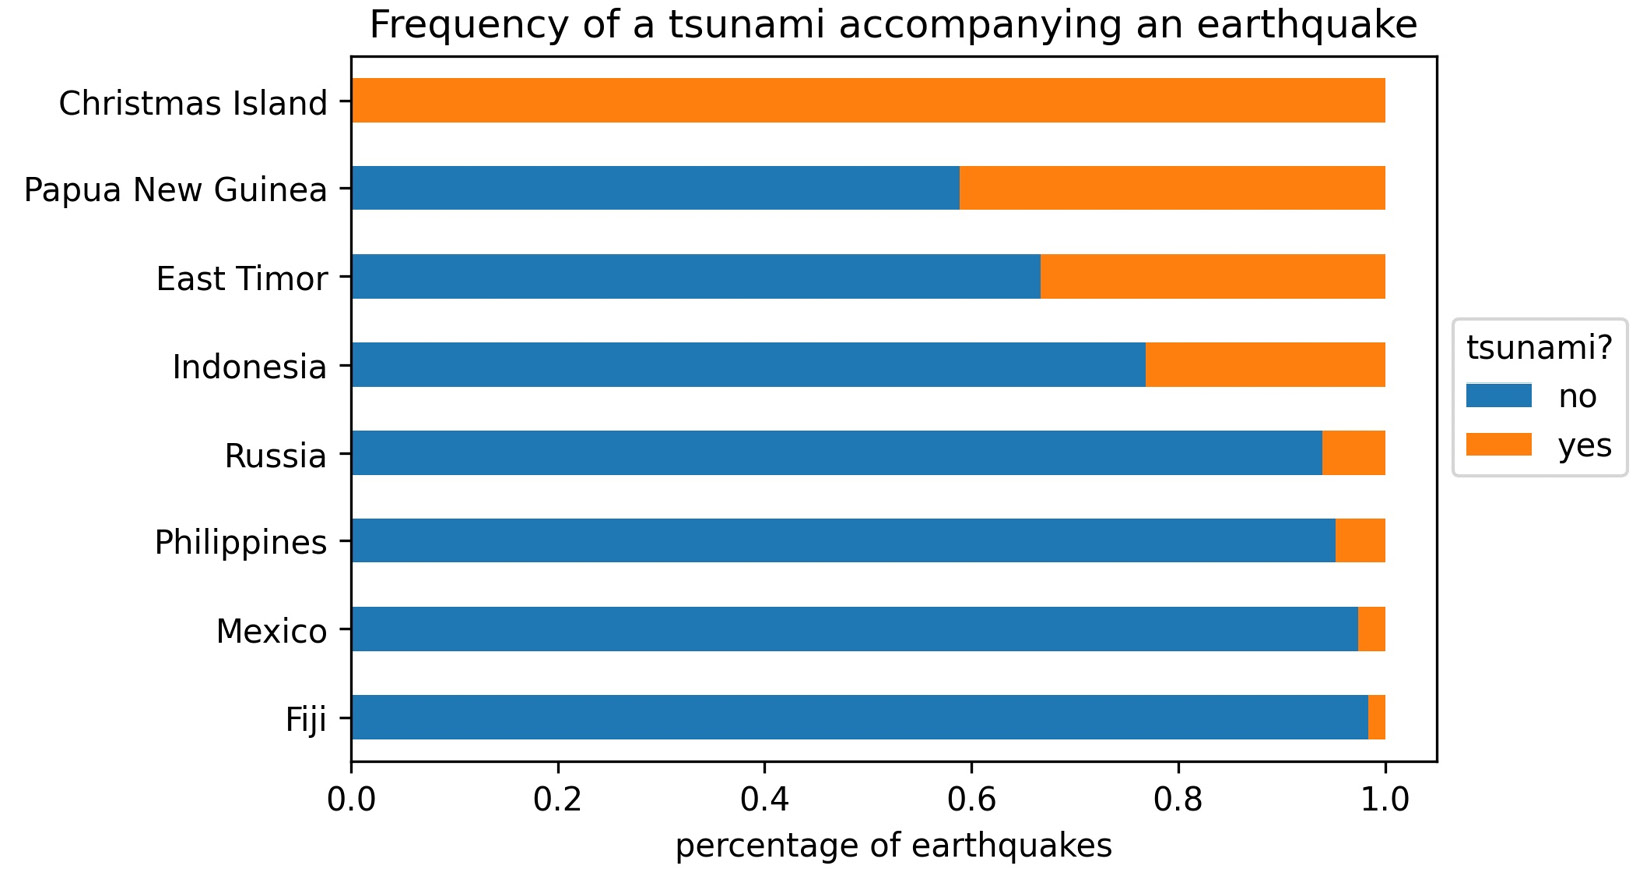 Frequency of a tsunami accompanying an earthquake
Christmas Island
Papua New Guinea
East Timor
Indonesia
Russia
Philippines
Mexico
Fiji
0.0 0.2 0.4 0.6 0.8 1.0
percentage of earthquakes
tsunami?
no
yes